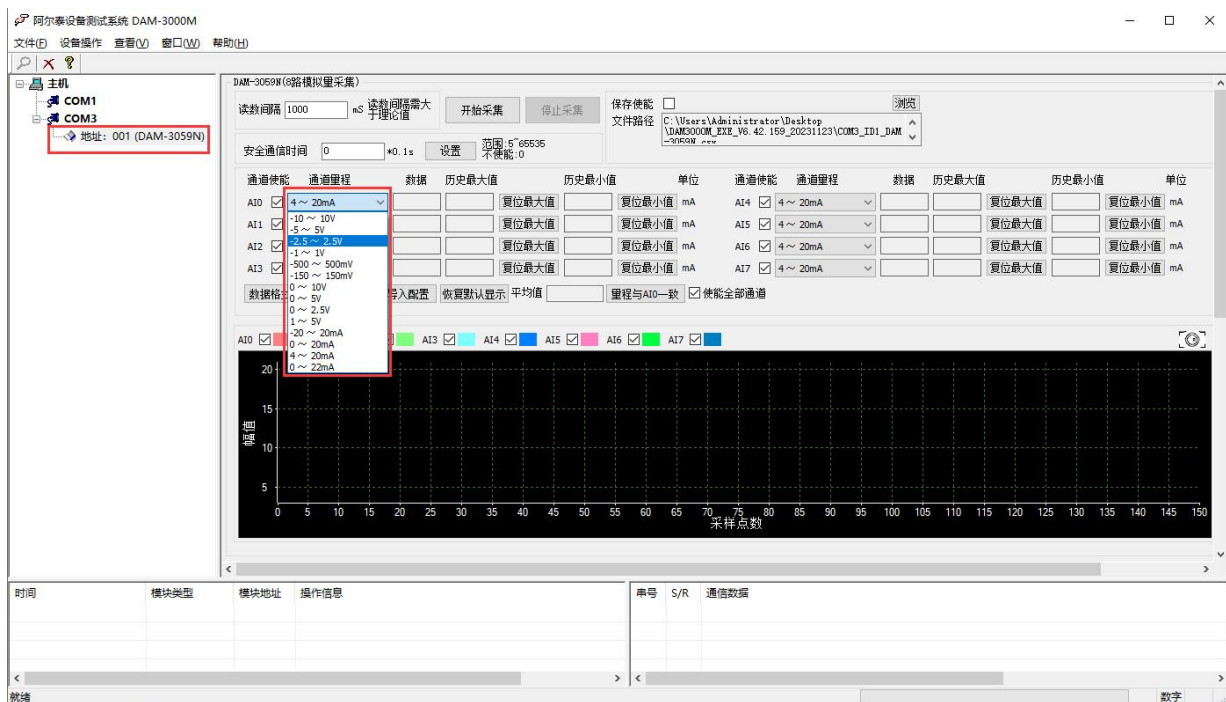 阿尔泰设备测试系统 DAM-3000M
文件(F) 设备操作 查看(V) 窗口(W) 帮助(H)
主机
COM1
COM3
地址：001 (DAM-3059N)
DAM-3059N(8路模拟量采集)
读数间隔 1000 mS 读数间隔需大于理论值 开始采集 停止采集
保存使能 浏览
文件路径 C:\Users\Administrator\Desktop
\DAM3000M_EXE_V6.42.159_20231123\COM3_ID1_DAM
-3059N.csv
安全通信时间 0 *0.1s 设置 范围:5~65535
不使能:0
通道使能 通道里程 数据 历史最大值 历史最小值 单位 通道使能 通道里程 数据 历史最大值 历史最小值 单位
AI0 4～20mA 复位最大值 复位最小值 mA AI4 4～20mA 复位最大值 复位最小值 mA
AI1 复位最大值 复位最小值 mA AI5 4～20mA 复位最大值 复位最小值 mA
AI2 复位最大值 复位最小值 mA AI6 4～20mA 复位最大值 复位最小值 mA
AI3 复位最大值 复位最小值 mA AI7 4～20mA 复位最大值 复位最小值 mA
-10～10V
-5～5V
-2.5～2.5V
-1～1V
-500～500mV
-150～150mV
0～10V
0～5V
0～2.5V
1～5V
-20～20mA
0～20mA
4～20mA
0～22mA
数据格 导入配置 恢复默认显示 平均值 里程与AI0一致 使能全部通道
AI0 AI3 AI4 AI5 AI6 AI7
20
15
10
5
幅值
0 5 10 15 20 25 30 35 40 45 50 55 60 65 70 75 80 85 90 95 100 105 110 115 120 125 130 135 140 145 150
采样点数
时间 模块类型 模块地址 操作信息 串号 S/R 通信数据
就绪 数字